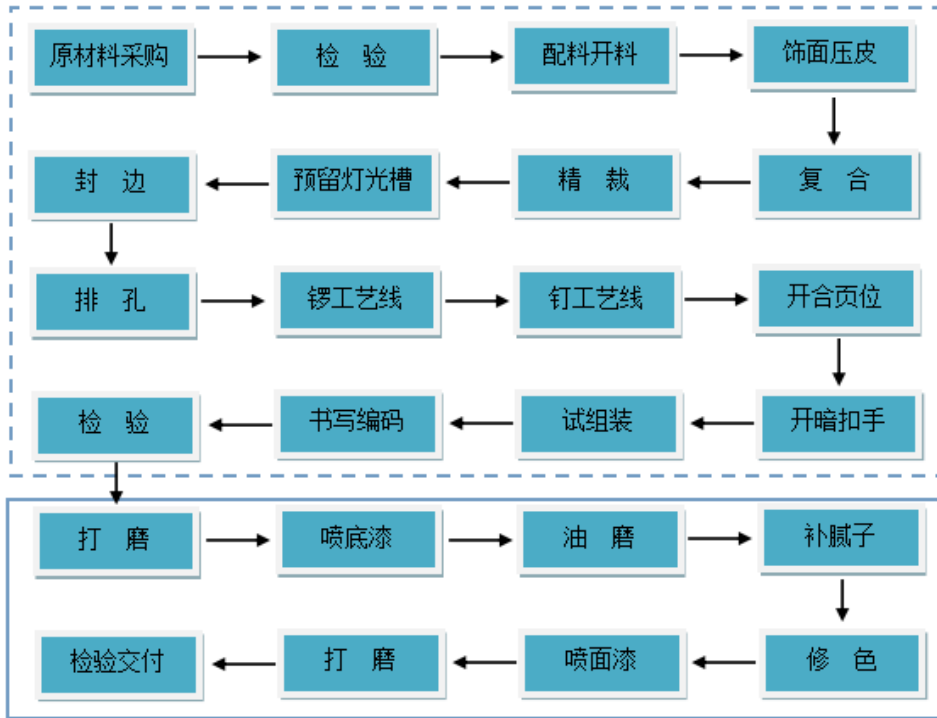 原材料采购
检 验
配料开料
饰面压皮
复 合
精 裁
预留灯光槽
封 边
排 孔
锣工艺线
钉工艺线
开合页位
开暗扣手
试组装
书写编码
检 验
打 磨
喷底漆
油 磨
补腻子
修 色
喷面漆
打 磨
检验交付